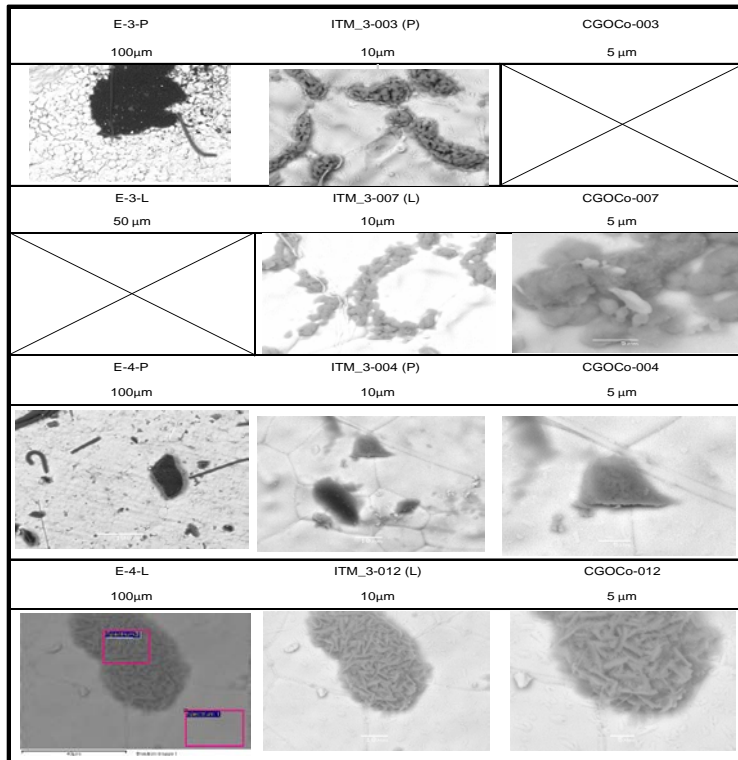 E-3-P ITM_3-003 (P) CGOCo-003
100μm 10μm 5 μm
E-3-L ITM_3-007 (L) CGOCo-007
50 μm 10μm 5 μm
E-4-P ITM_3-004 (P) CGOCo-004
100μm 10μm 5 μm
E-4-L ITM_3-012 (L) CGOCo-012
100μm 10μm 5 μm